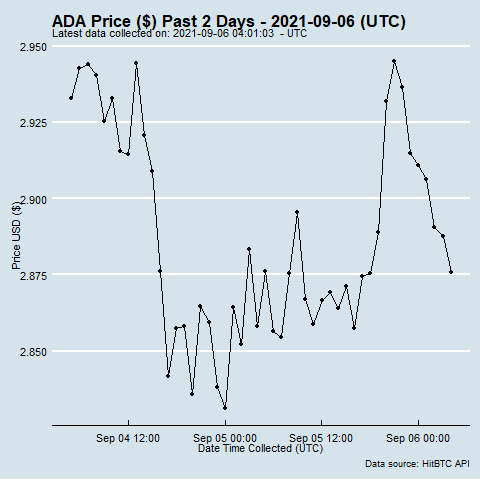 ADA Price ($) Past 2 Days - 2021-09-06 (UTC)
Latest data collected on: 2021-09-06 04:01:03 - UTC
2.950
2.925
2.900
2.875
2.850
Price USD ($)
Sep 04 12:00
Sep 05 00:00
Sep 05 12:00
Sep 06 00:00
Date Time Collected (UTC)
Data source: HitBTC API